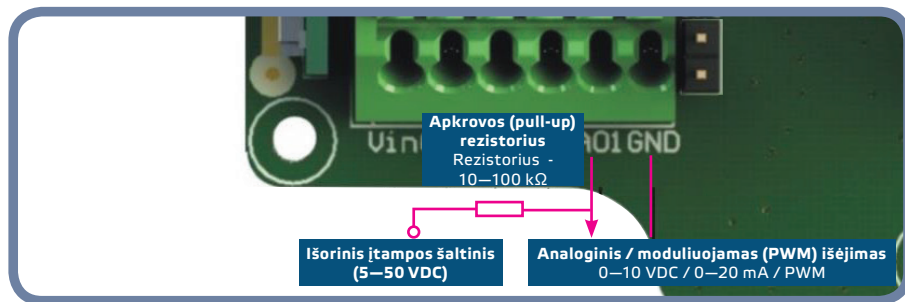 Apkrovos (pull-up)
rezistorius
Rezistorius -
10—100 kΩ
AO1 GND
Išorinis įtampos šaltinis
(5—50 VDC)
Analoginis / moduliuojamas (PWM) išėjimas
0—10 VDC / 0—20 mA / PWM